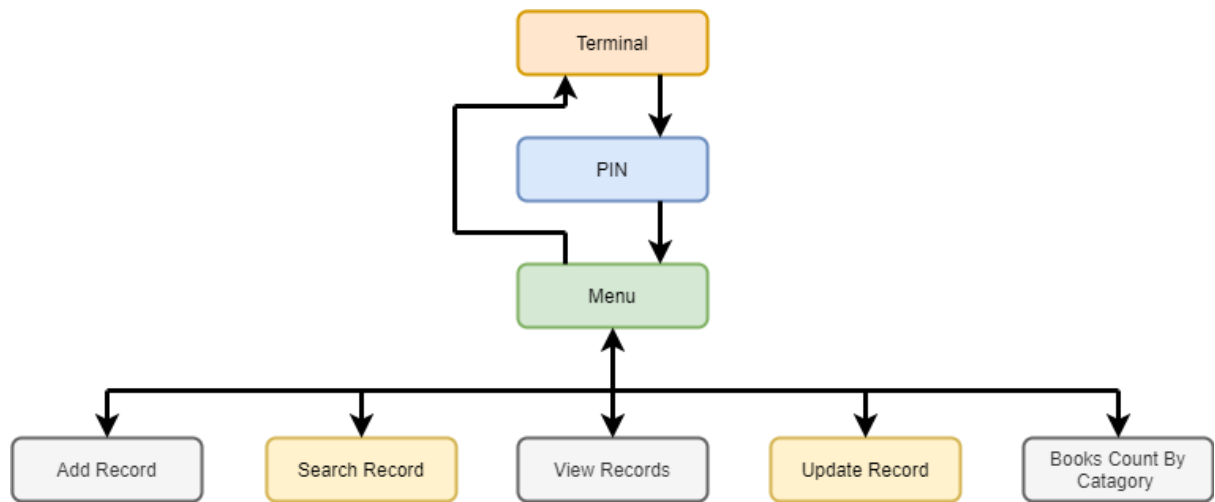 Terminal
PIN
Menu
Add Record
Search Record
View Records
Update Record
Books Count By
Catagory